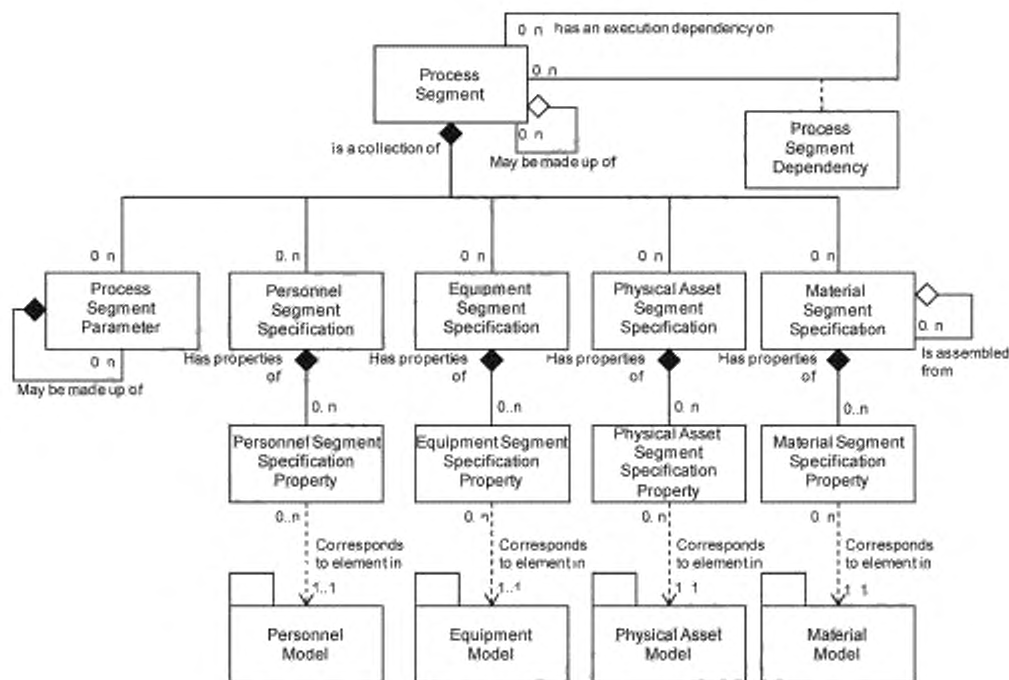 0 n has an execution dependency on
Process
Segment
0 n
0 n
is a collection of
May be made up of
Process
Segment
Dependency
0 n
0. n
0 n
0 n
0 n
Process
Segment
Parameter
Personnel
Segment
Specification
Equipment
Segment
Specification
Physical Asset
Segment
Specification
Material
Segment
Specification
0. n
Is assembled
from
0 n
May be made up of
Has properties
of
Has properties
of
Has properties
of
Has properties
of
0. n
0..n
0 n
0..n
Personnel Segment
Specification
Property
Equipment Segment
Specification
Property
Physical Asset
Segment
Specification
Property
Material Segment
Specification
Property
0..n
0. n
0. n
0 n
Corresponds
to element in
Corresponds
to element in
Corresponds
to element in
Corresponds
to element in
1..1
1..1
1 1
1 1
Personnel
Model
Equipment
Model
Physical Asset
Model
Material
Model